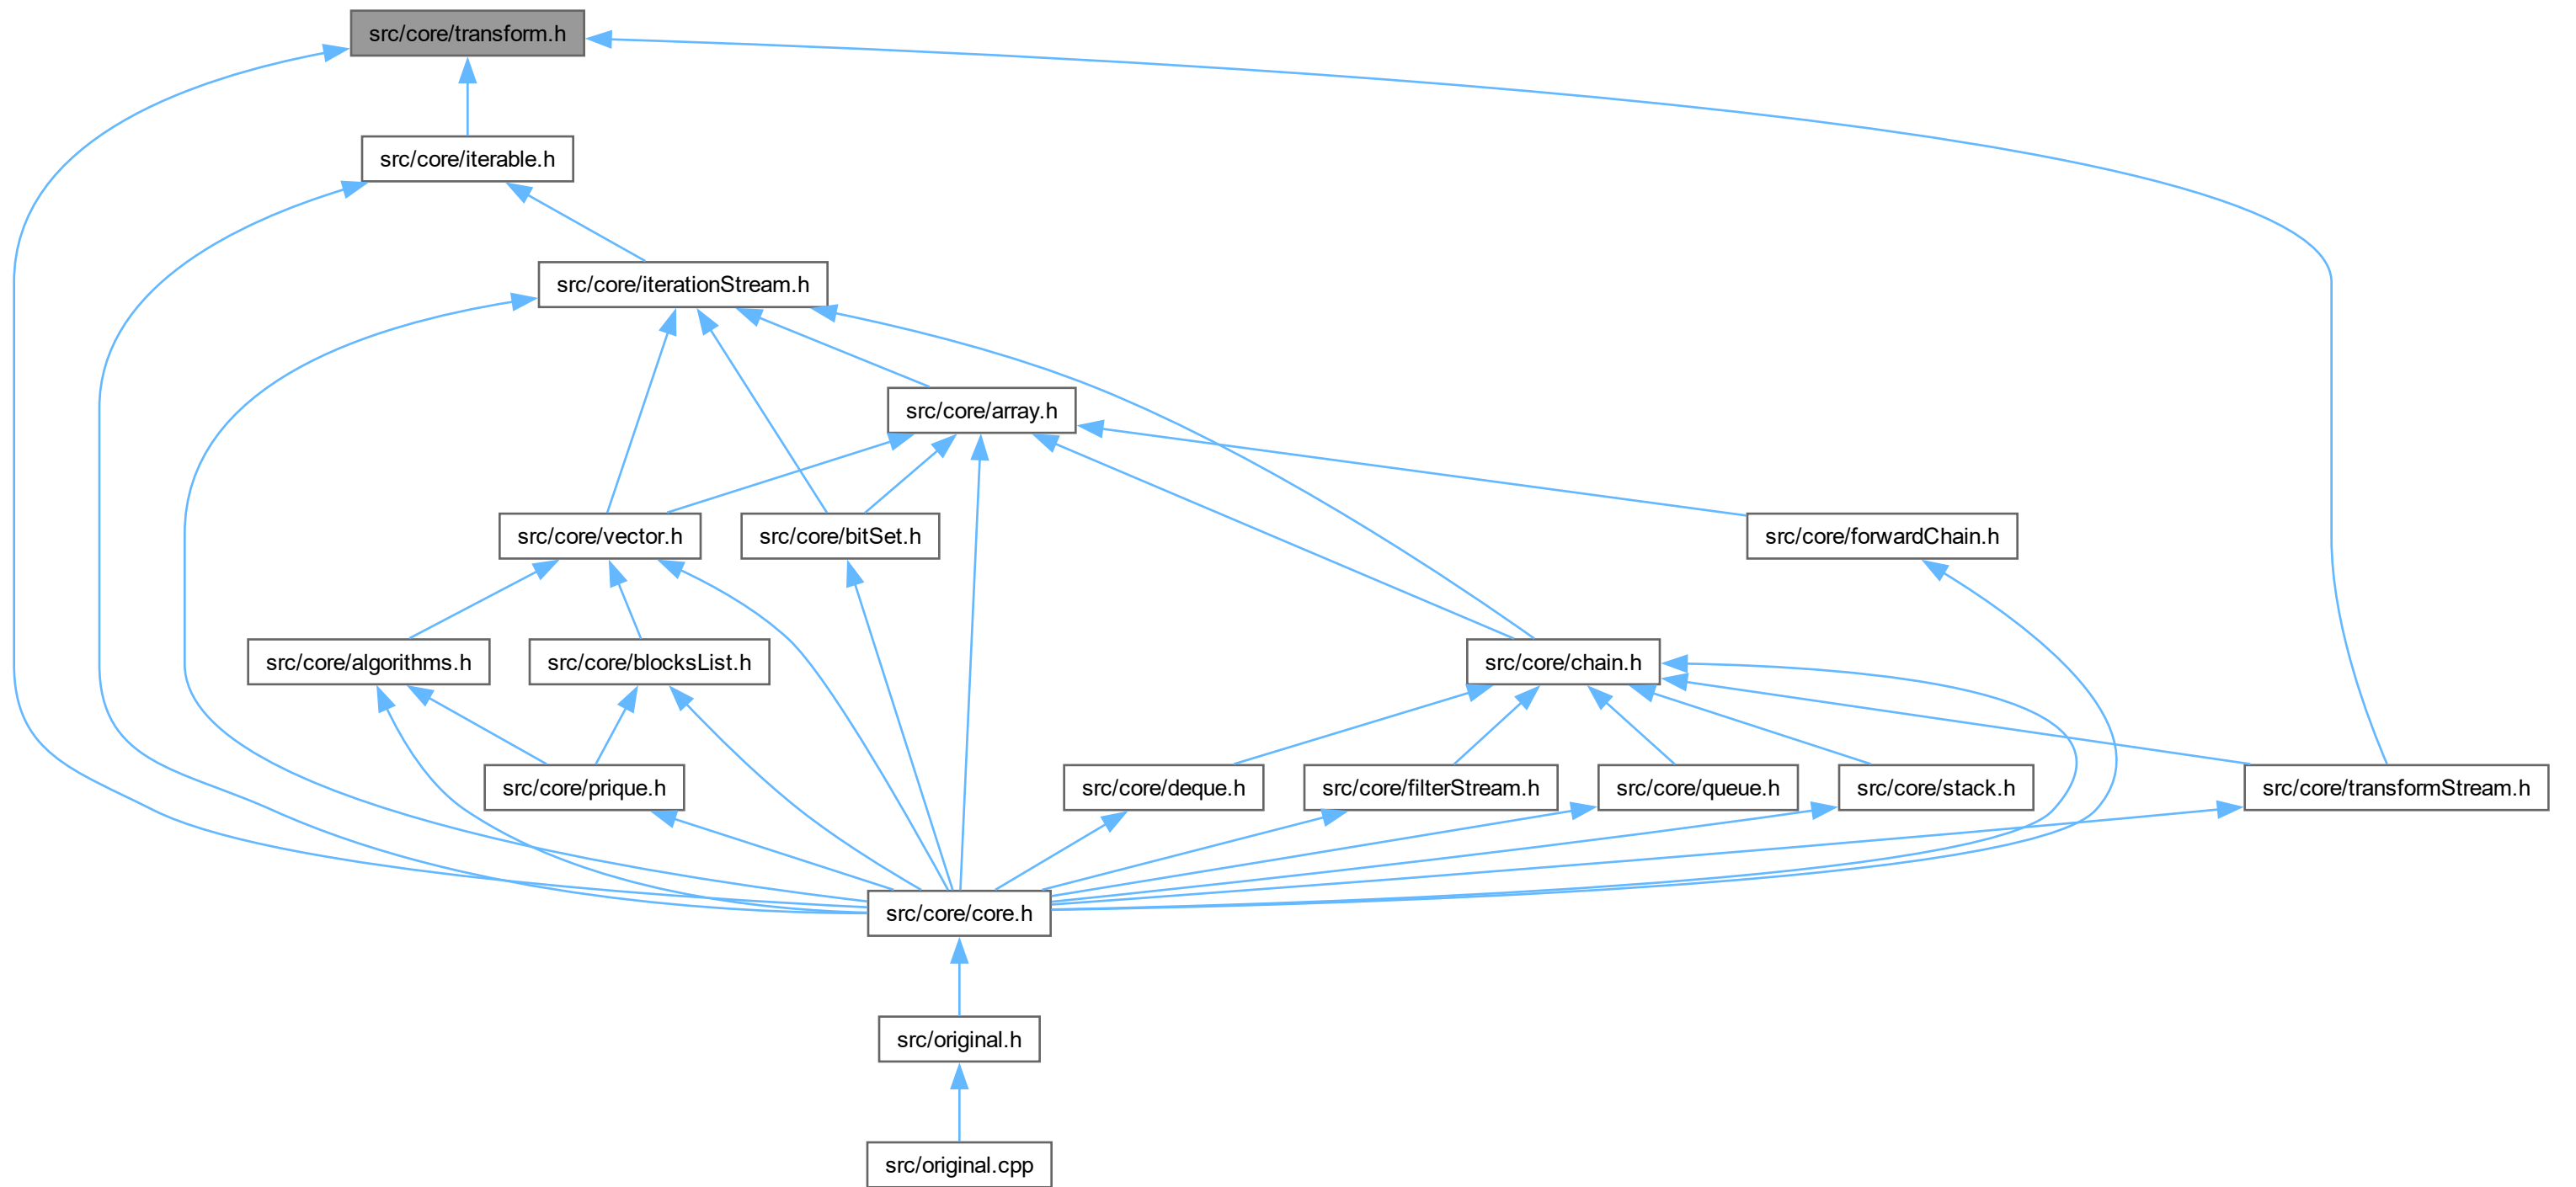 src/core/transform.h
src/core/iterable.h
src/core/iterationStream.h
src/core/array.h
src/core/vector.h
src/core/bitSet.h
src/core/forwardChain.h
src/core/algorithms.h
src/core/blocksList.h
src/core/chain.h
src/core/prique.h
src/core/deque.h
src/core/filterStream.h
src/core/queue.h
src/core/stack.h
src/core/transformStream.h
src/core/core.h
src/original.h
src/original.cpp